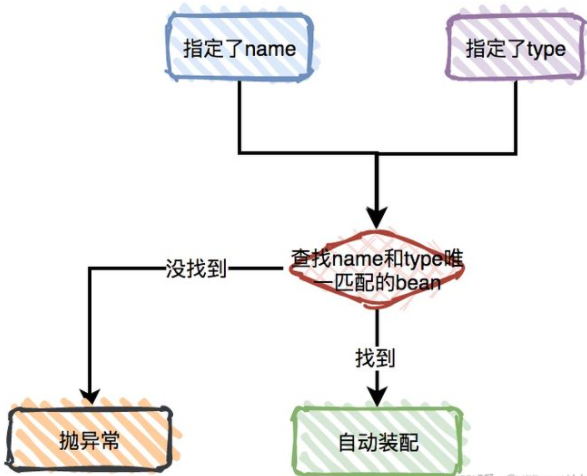 指定了name
指定了type
查找name和type唯
一匹配的bean
没找到
找到
抛异常
自动装配